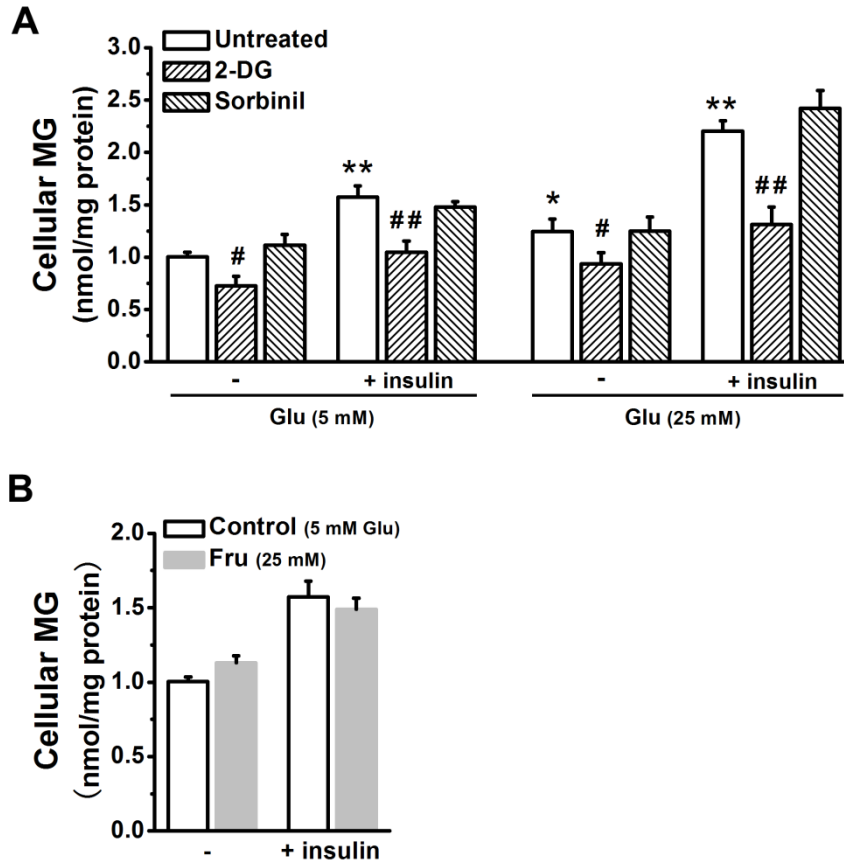 A
Untreated
2-DG
Sorbinil
Cellular MG
(nmol/mg protein)
3.0
2.5
2.0
1.5
1.0
0.5
0.0
#
**
##
*
#
**
##
- + insulin - + insulin
Glu (5 mM) Glu (25 mM)
B
Control (5 mM Glu)
Fru (25 mM)
Cellular MG
(nmol/mg protein)
2.0
1.5
1.0
0.5
0.0
- + insulin